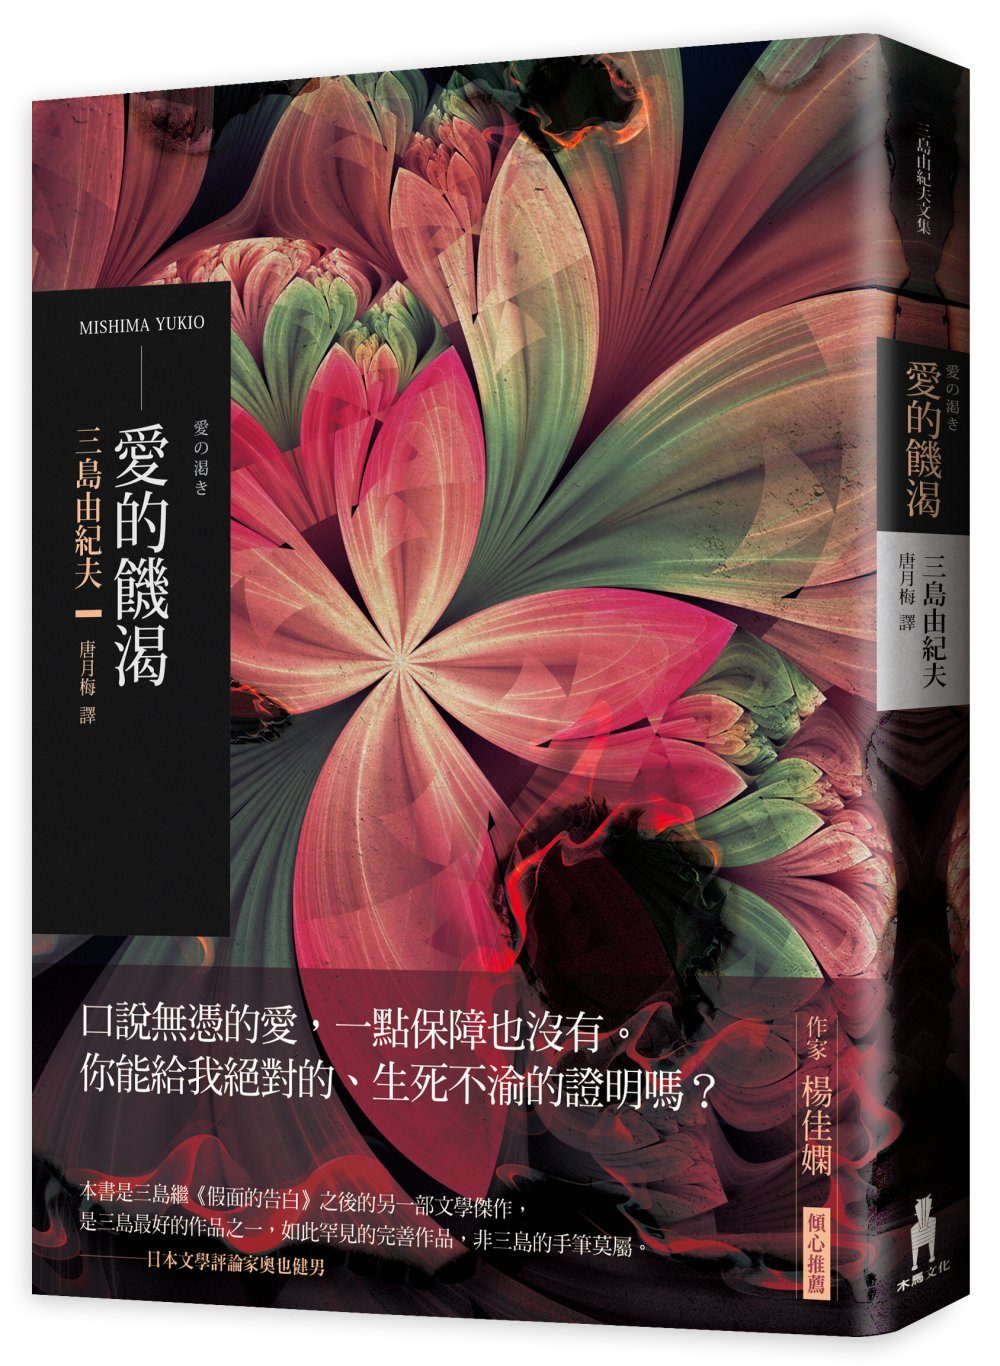 MISHIMA YUKIO
愛の渇き
愛的饑渴
三島由紀夫
唐月梅 譯
口說無憑的愛，一點保障也沒有。
你能給我絕對的、生死不渝的證明嗎？
本書是三島繼《假面的告白》之後的另一部文學傑作，
是三島最好的作品之一，如此罕見的完善作品，非三島的手筆莫屬。
——日本文學評論家奧也健男
作家 楊佳嫻
傾心推薦
三島由紀夫文集
愛の渇き
愛的饑渴
三島由紀夫
唐月梅 譯
木馬文化